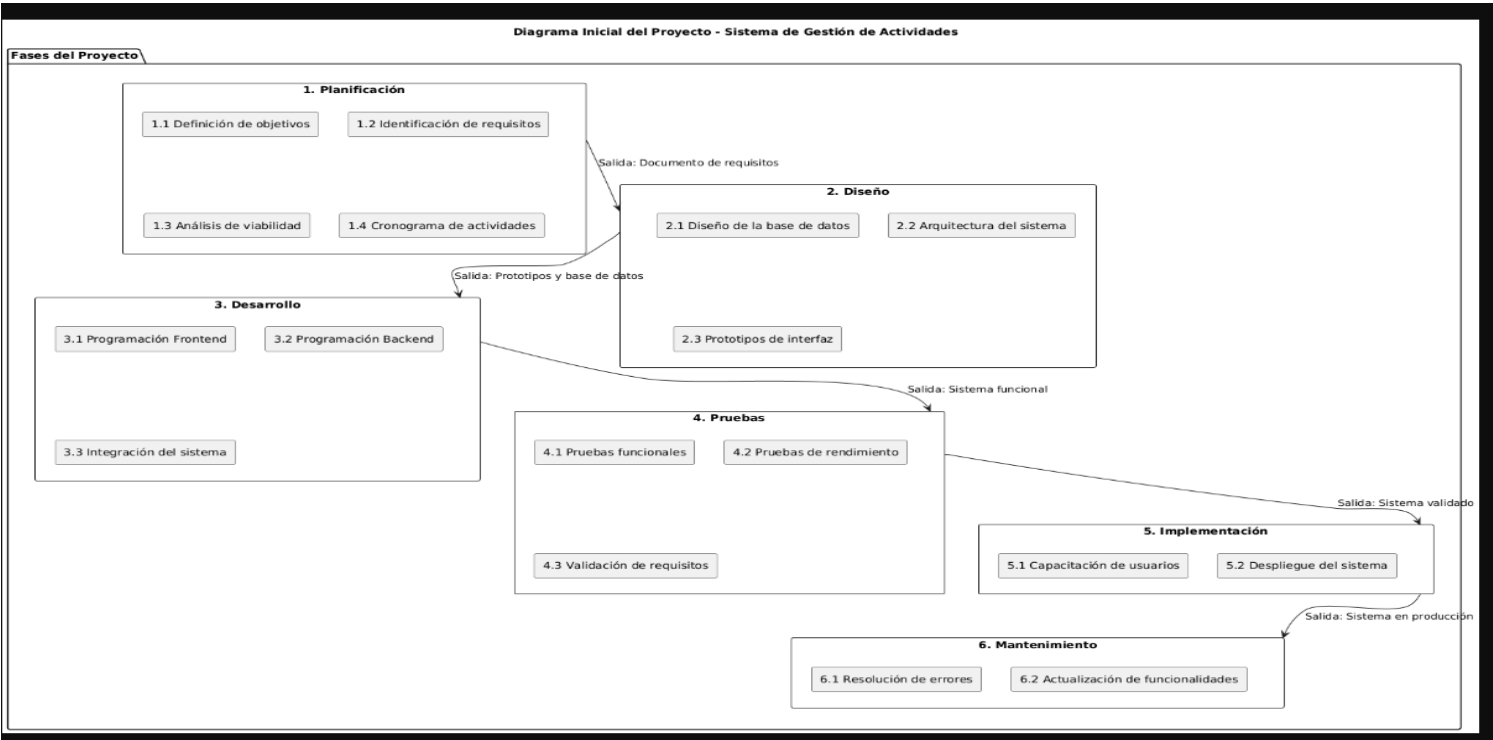 Diagrama Inicial del Proyecto - Sistema de Gestión de Actividades
Fases del Proyecto
1. Planificación
1.1 Definición de objetivos
1.2 Identificación de requisitos
1.3 Análisis de viabilidad
1.4 Cronograma de actividades
Salida: Documento de requisitos
2. Diseño
2.1 Diseño de la base de datos
2.2 Arquitectura del sistema
2.3 Prototipos de interfaz
Salida: Prototipos y base de datos
3. Desarrollo
3.1 Programación Frontend
3.2 Programación Backend
3.3 Integración del sistema
Salida: Sistema funcional
4. Pruebas
4.1 Pruebas funcionales
4.2 Pruebas de rendimiento
4.3 Validación de requisitos
Salida: Sistema validado
5. Implementación
5.1 Capacitación de usuarios
5.2 Despliegue del sistema
Salida: Sistema en producción
6. Mantenimiento
6.1 Resolución de errores
6.2 Actualización de funcionalidades